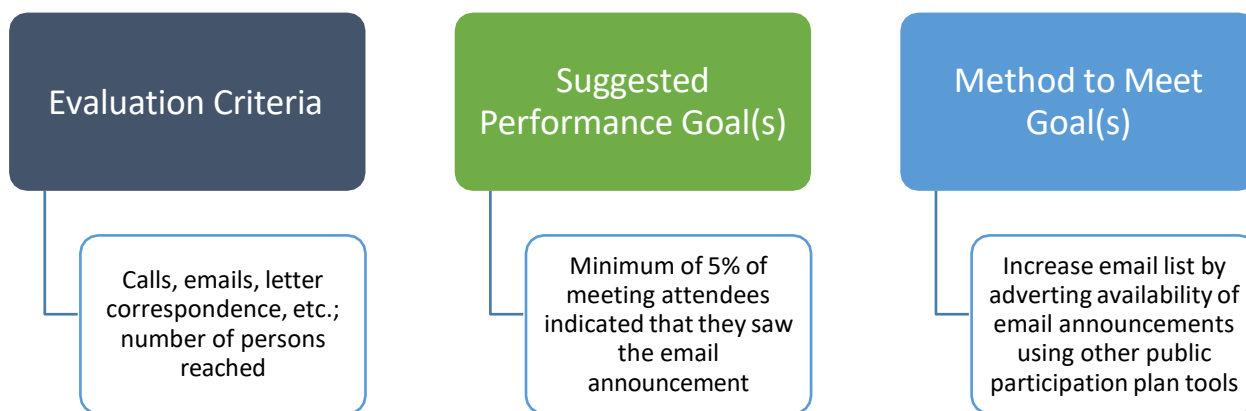 Evaluation Criteria
Calls, emails, letter
correspondence, etc.;
number of persons
reached
Suggested
Performance Goal(s)
Minimum of 5% of
meeting attendees
indicated that they saw
the email
announcement
Method to Meet
Goal(s)
Increase email list by
adverting availability of
email announcements
using other public
participation plan tools